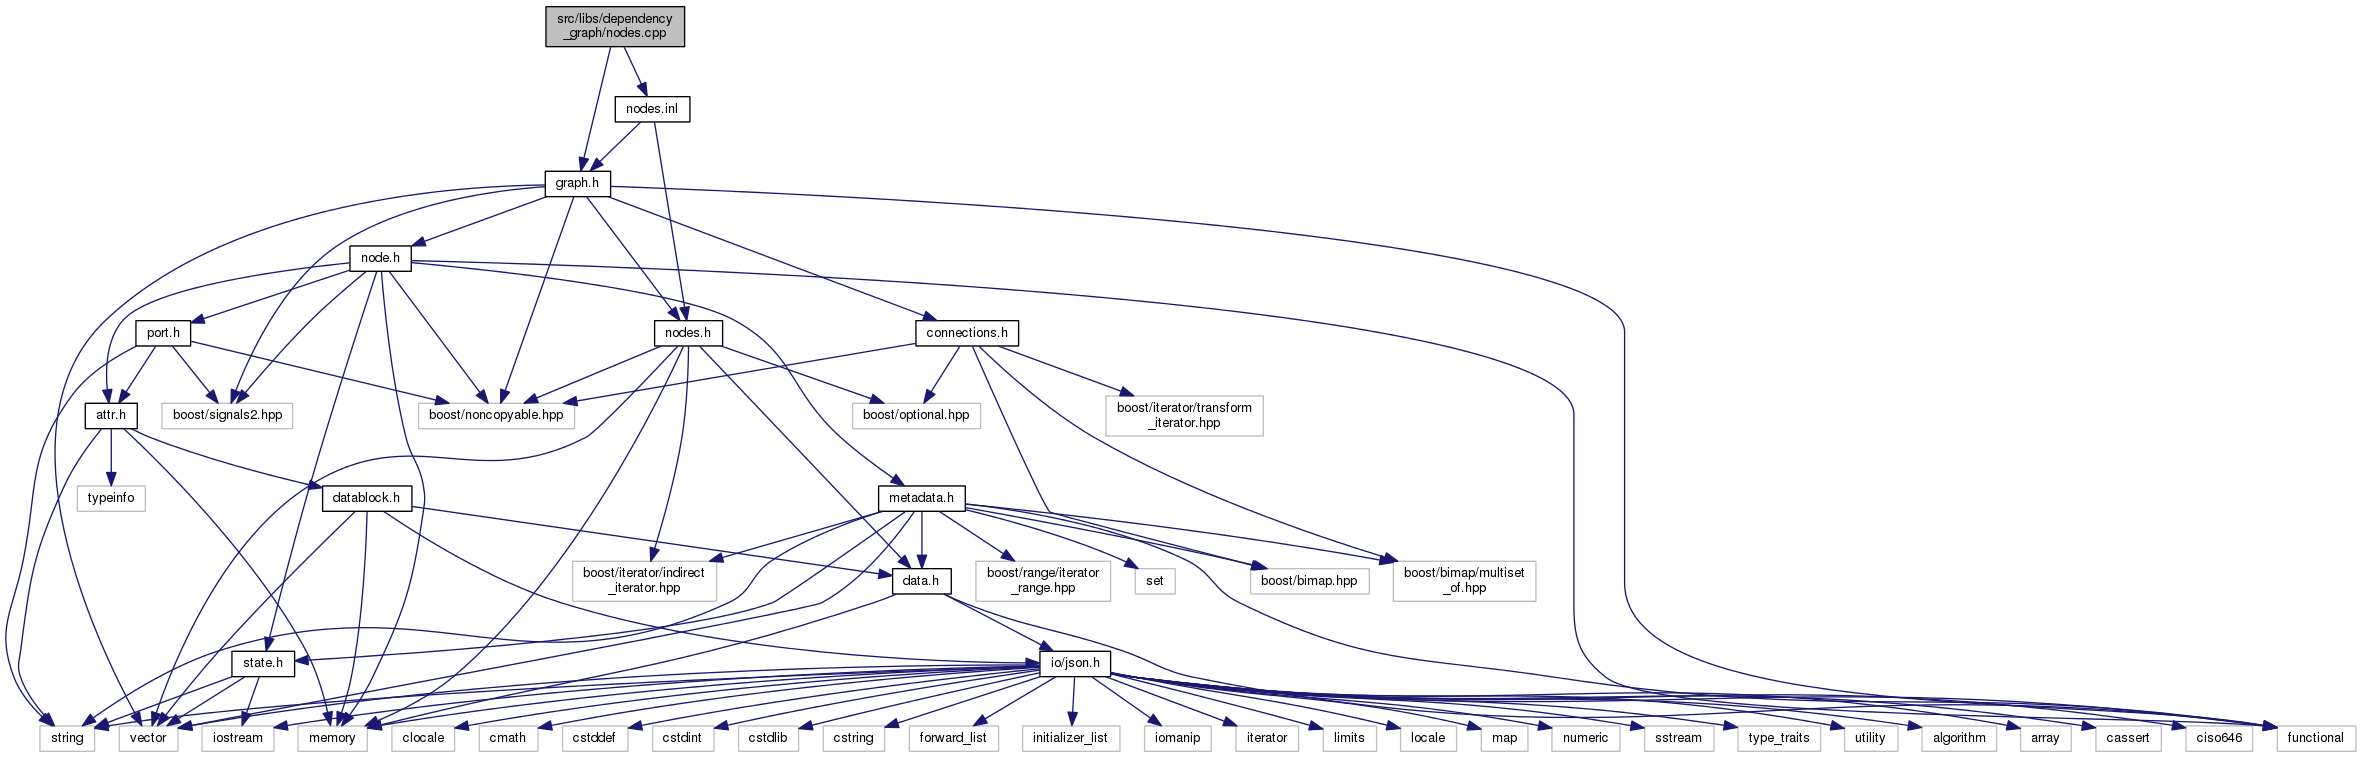 src/libs/dependency
_graph/nodes.cpp
nodes.inl
graph.h
node.h
port.h
nodes.h
connections.h
attr.h
boost/signals2.hpp
boost/noncopyable.hpp
boost/optional.hpp
boost/iterator/transform
_iterator.hpp
typeinfo
datablock.h
metadata.h
boost/iterator/indirect
_iterator.hpp
data.h
boost/range/iterator
_range.hpp
set
boost/bimap.hpp
boost/bimap/multiset
_of.hpp
state.h
io/json.h
string
vector
iostream
memory
clocale
cmath
cstddef
cstdint
cstdlib
cstring
forward_list
initializer_list
iomanip
iterator
limits
locale
map
numeric
sstream
type_traits
utility
algorithm
array
cassert
ciso646
functional